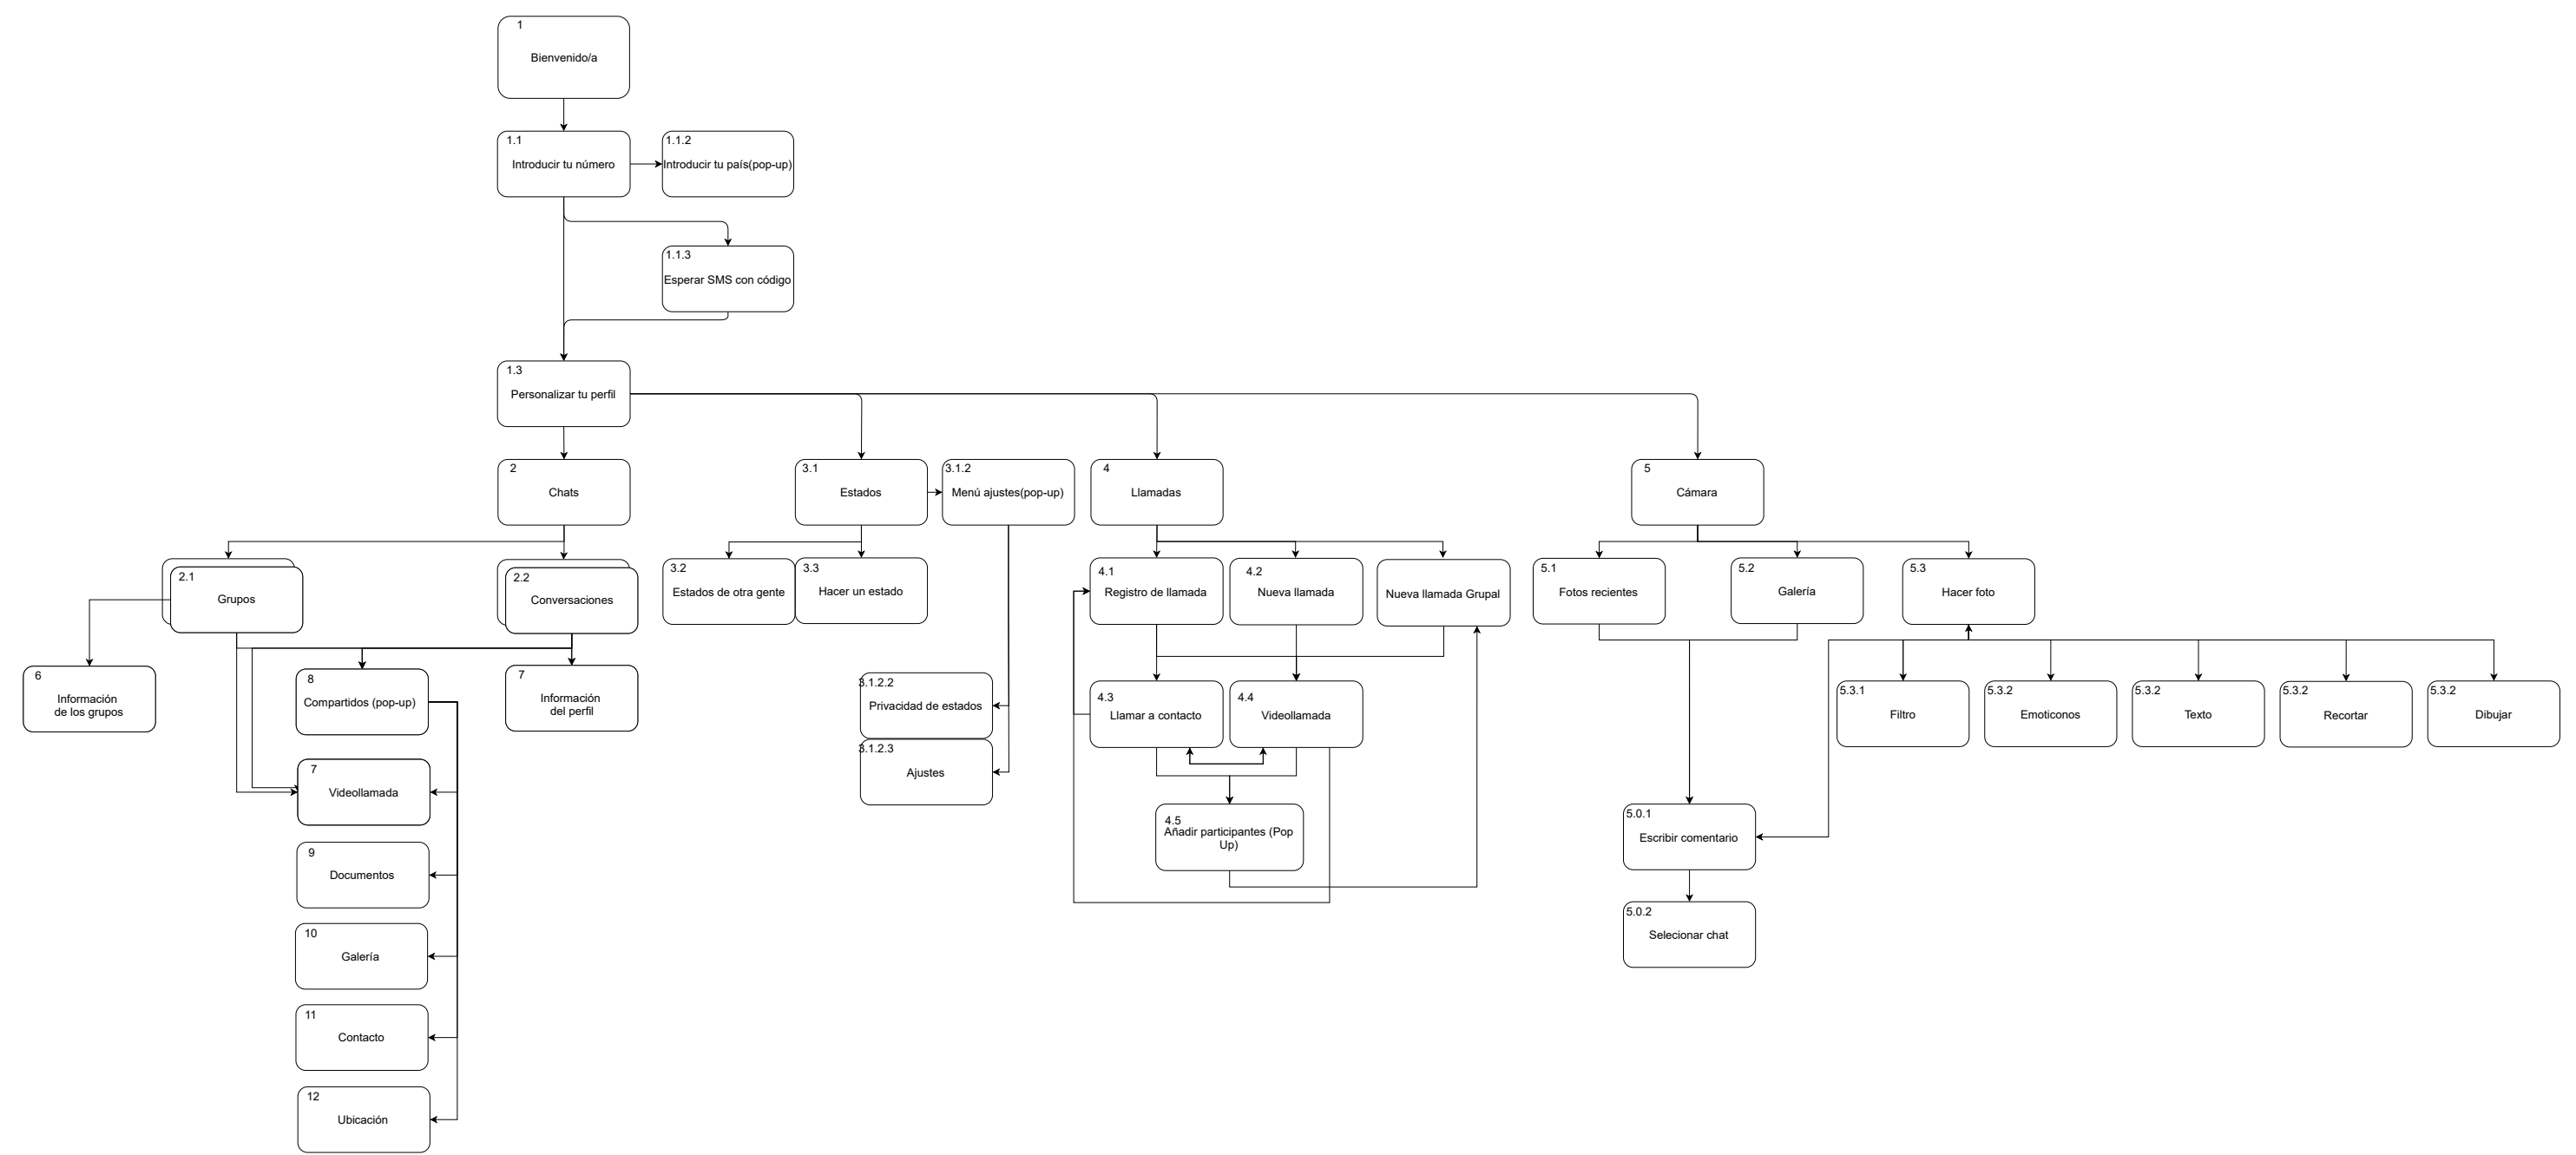 1
Bienvenido/a
1.1
Introducir tu número
1.1.2
Introducir tu país(pop-up)
1.1.3
Esperar SMS con código
1.3
Personalizar tu perfil
2
Chats
3.1
Estados
3.1.2
Menú ajustes(pop-up)
4
Llamadas
5
Cámara
2.1
Grupos
2.2
Conversaciones
3.2
Estados de otra gente
3.3
Hacer un estado
4.1
Registro de llamada
4.2
Nueva llamada
Nueva llamada Grupal
5.1
Fotos recientes
5.2
Galería
5.3
Hacer foto
6
Información
de los grupos
8
Compartidos (pop-up)
7
Información
del perfil
3.1.2.2
Privacidad de estados
4.3
Llamar a contacto
4.4
Videollamada
5.3.1
Filtro
5.3.2
Emoticonos
5.3.2
Texto
5.3.2
Recortar
5.3.2
Dibujar
7
Videollamada
3.1.2.3
Ajustes
4.5
Añadir participantes (Pop
Up)
5.0.1
Escribir comentario
9
Documentos
5.0.2
Selecionar chat
10
Galería
11
Contacto
12
Ubicación